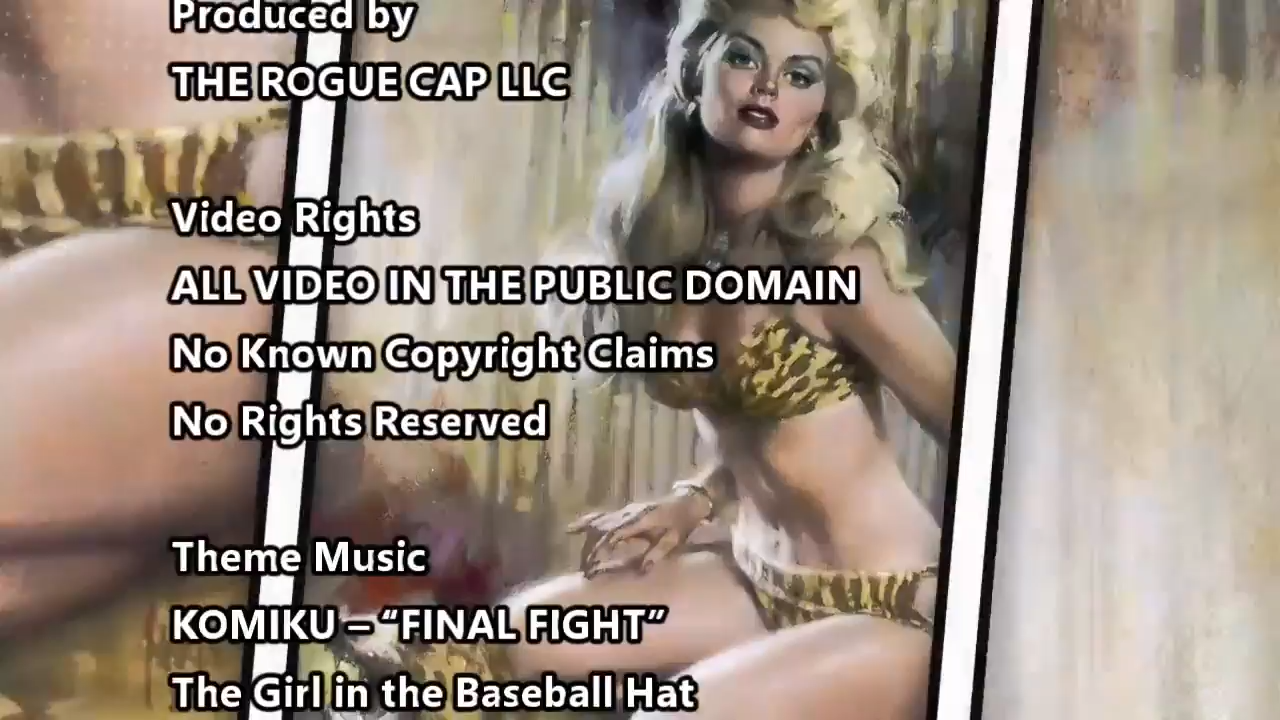 Produced by
THE ROGUE CAP LLC
Video Rights
ALL VIDEO IN THE PUBLIC DOMAIN
No Known Copyright Claims
No Rights Reserved
Theme Music
KOMIKU – “FINAL FIGHT”
The Girl in the Baseball Hat